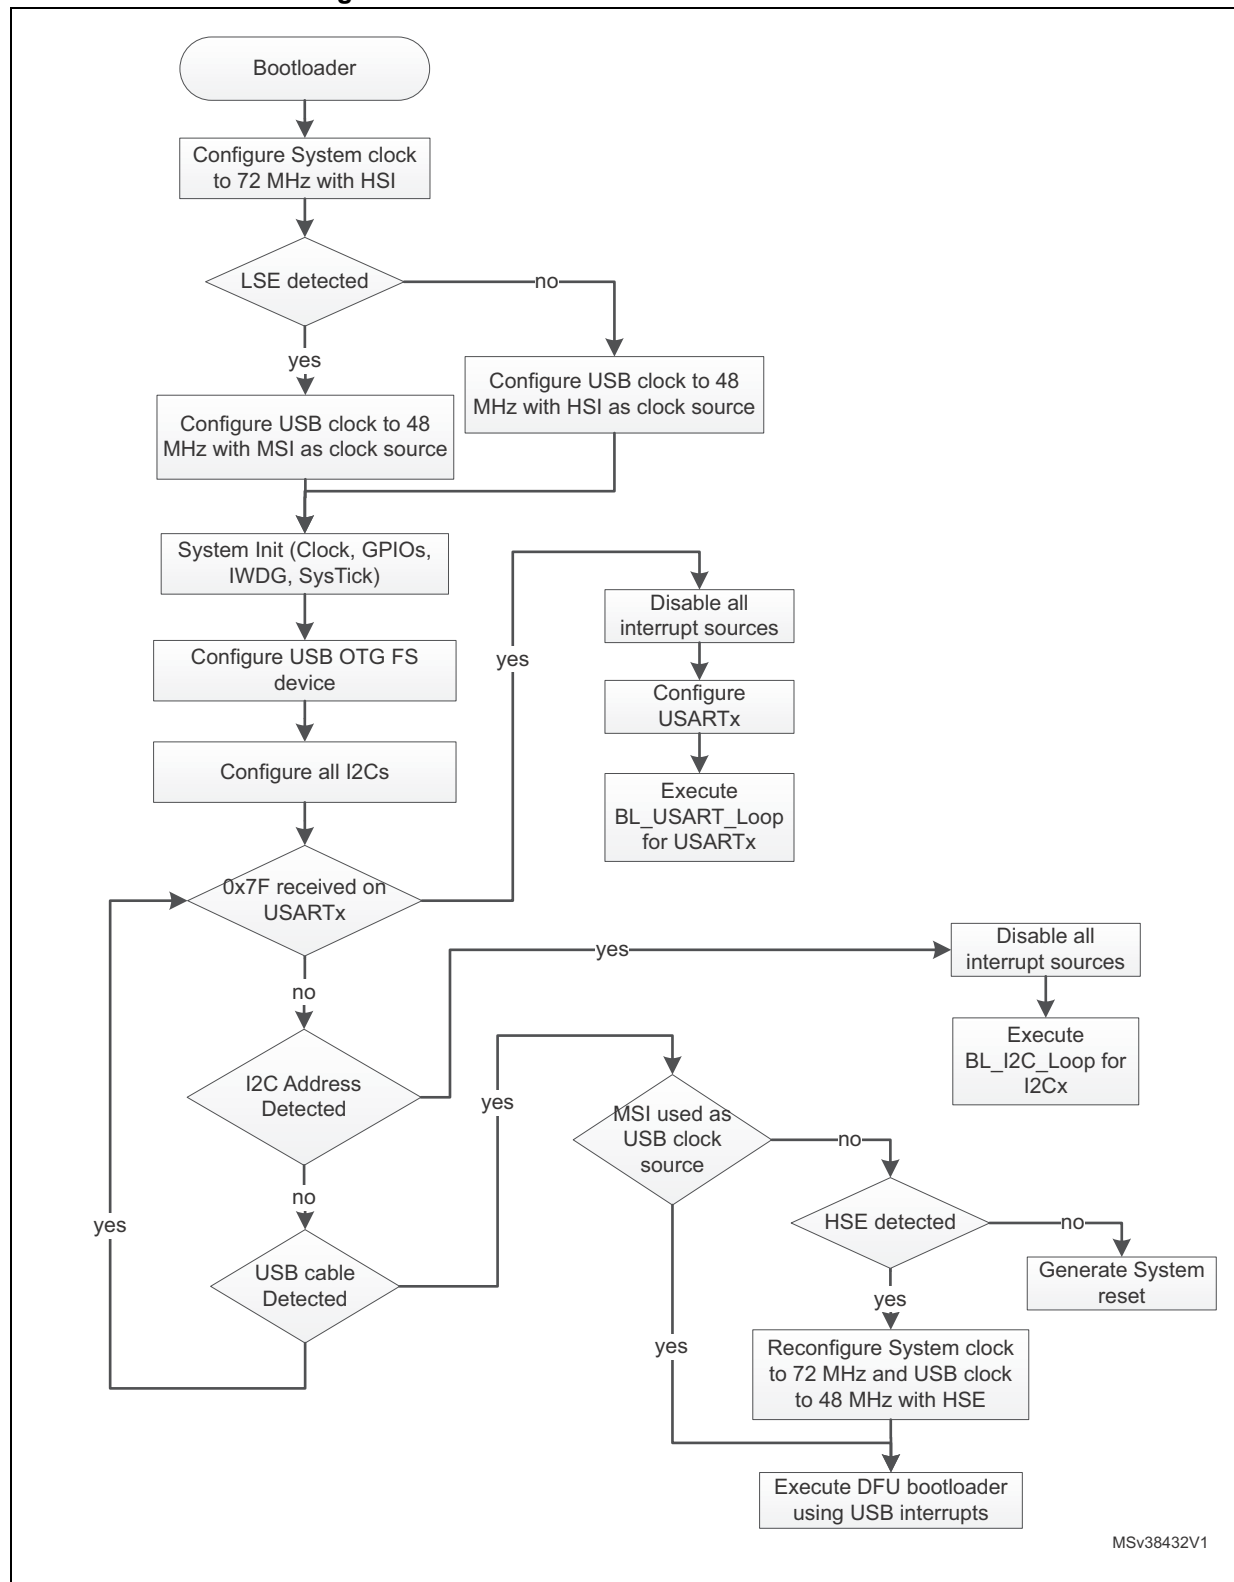 Bootloader
Configure System clock
to 72 MHz with HSI
LSE detected
no
yes
Configure USB clock to 48
MHz with HSI as clock source
Configure USB clock to 48
MHz with MSI as clock source
System Init (Clock, GPIOs,
IWDG, SysTick)
Disable all
interrupt sources
yes
Configure USB OTG FS
device
Configure
USARTx
Configure all I2Cs
Execute
BL_USART_Loop
for USARTx
0x7F received on
USARTx
yes
Disable all
interrupt sources
no
Execute
BL_I2C_Loop for
I2Cx
I2C Address
Detected
yes
MSI used as
USB clock
source
no
no
yes
HSE detected
no
USB cable
Detected
Generate System
reset
yes
yes
Reconfigure System clock
to 72 MHz and USB clock
to 48 MHz with HSE
Execute DFU bootloader
using USB interrupts
MSv38432V1